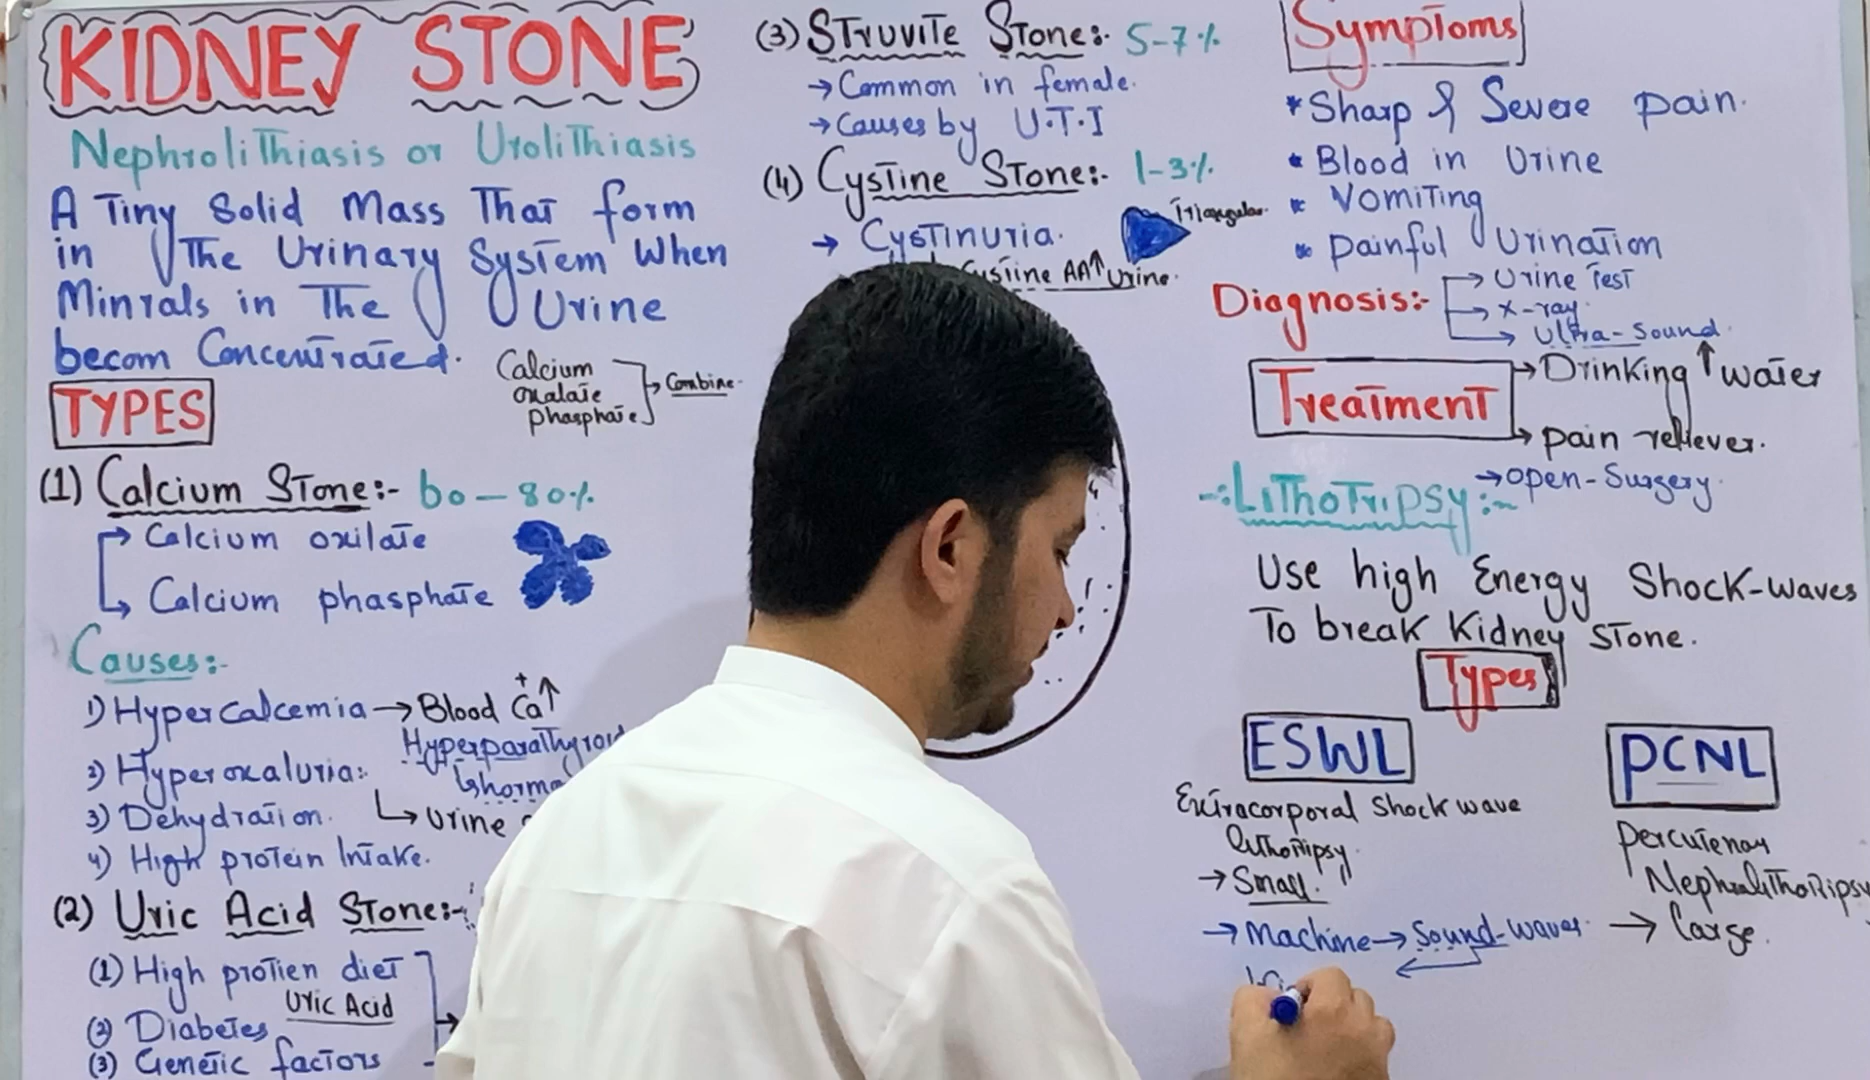 KIDNEY STONE
Nephrolithiasis or Urolithiasis
A Tiny Solid Mass That form
in The Urinary System When
Minrals in The Urine
becom Concentrated.
Calcium
oxalate
phosphate
Combine
TYPES
(1) Calcium Stone:- 60-80%
→ Calcium oxilate
→ Calcium phosphate
Causes:-
1) Hypercalcemia → Blood Ca+ ↑
Hyperparathyroid
↳ horm
2) Hyperoxaluria:
↳ Urine
3) Dehydration.
4) High protein Intake.
(2) Uric Acid Stone:-
(1) High protien diet
Uric Acid
(2) Diabetes
(3) Genetic factors
(3) Struvite Stone:- 5-7%
→ Common in female.
→ Causes by U.T.I
(4) Cystine Stone:- 1-3%
→ Cystinuria.
Triangular
Cystine AA↑ Urine.
Symptoms
* Sharp & Severe pain.
* Blood in Urine
* Vomiting
* painful Urination
Diagnosis:-
→ Urine Test
→ X-ray
→ Ultra-Sound
Treatment
→ Drinking ↑ water
→ pain reliever.
→ open-Surgery
-:Lithotripsy:-
Use high Energy Shock-waves
To break Kidney Stone.
Types
ESWL
Extracorporal Shock wave
lithotripsy
→ Small.
→ Machine → Sound-waves
PCNL
percutenay
Nephrolithotripsy
→ Large.